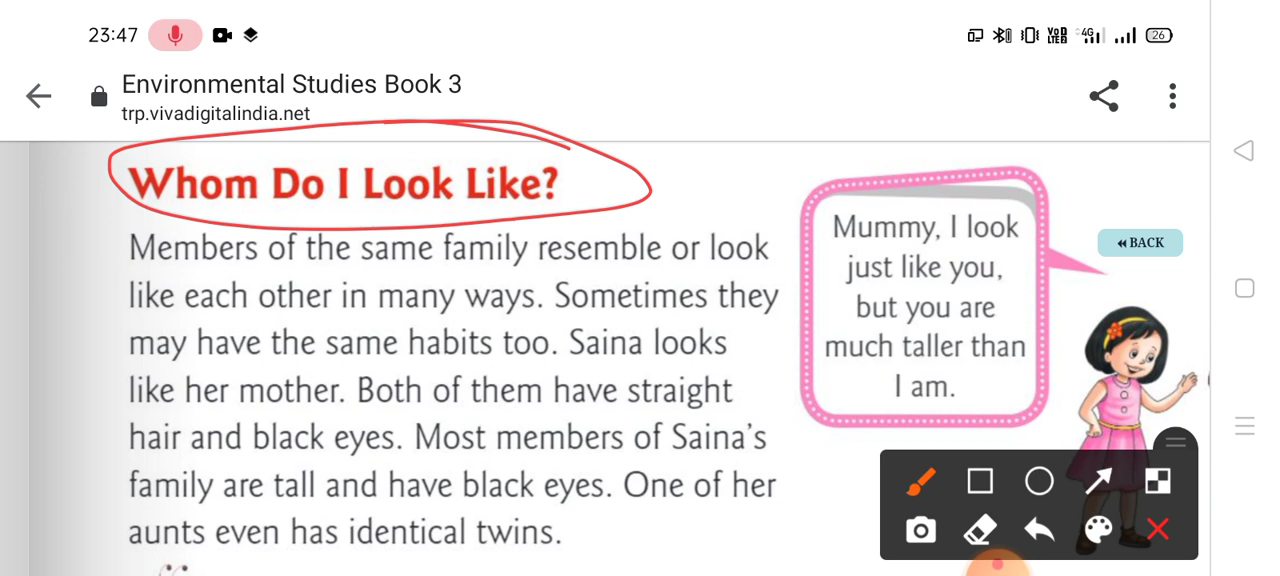 23:47
VoD
LTEB
4G
26
Environmental Studies Book 3
trp.vivadigitalindia.net
Whom Do I Look Like?
Members of the same family resemble or look
like each other in many ways. Sometimes they
may have the same habits too. Saina looks
like her mother. Both of them have straight
hair and black eyes. Most members of Saina's
family are tall and have black eyes. One of her
aunts even has identical twins.
Mummy, I look
just like you,
but you are
much taller than
I am.
BACK